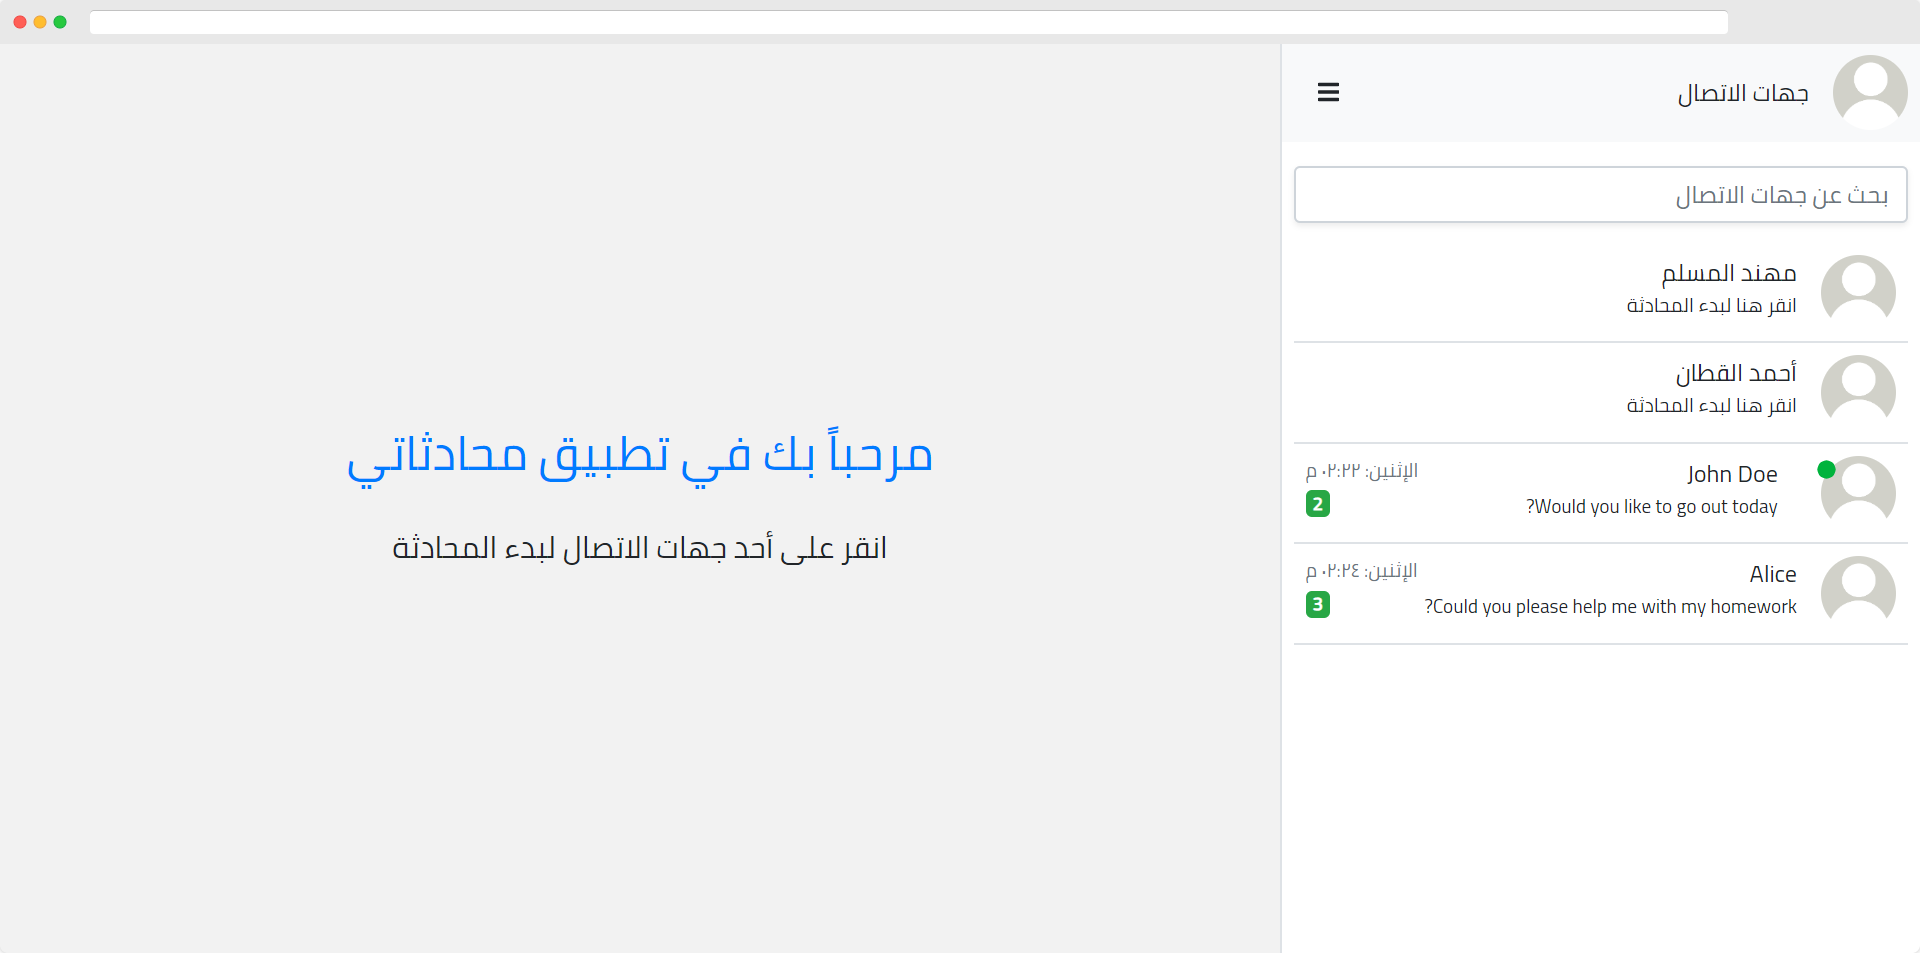 جهات الاتصال
بحث عن جهات الاتصال
مهند المسلم
انقر هنا لبدء المحادثة
أحمد القطان
انقر هنا لبدء المحادثة
John Doe
الإثنين: ٠٢:٢٢ م
?Would you like to go out today
2
Alice
الإثنين: ٠٢:٢٤ م
?Could you please help me with my homework
3
مرحباً بك في تطبيق محادثاتي
انقر على أحد جهات الاتصال لبدء المحادثة